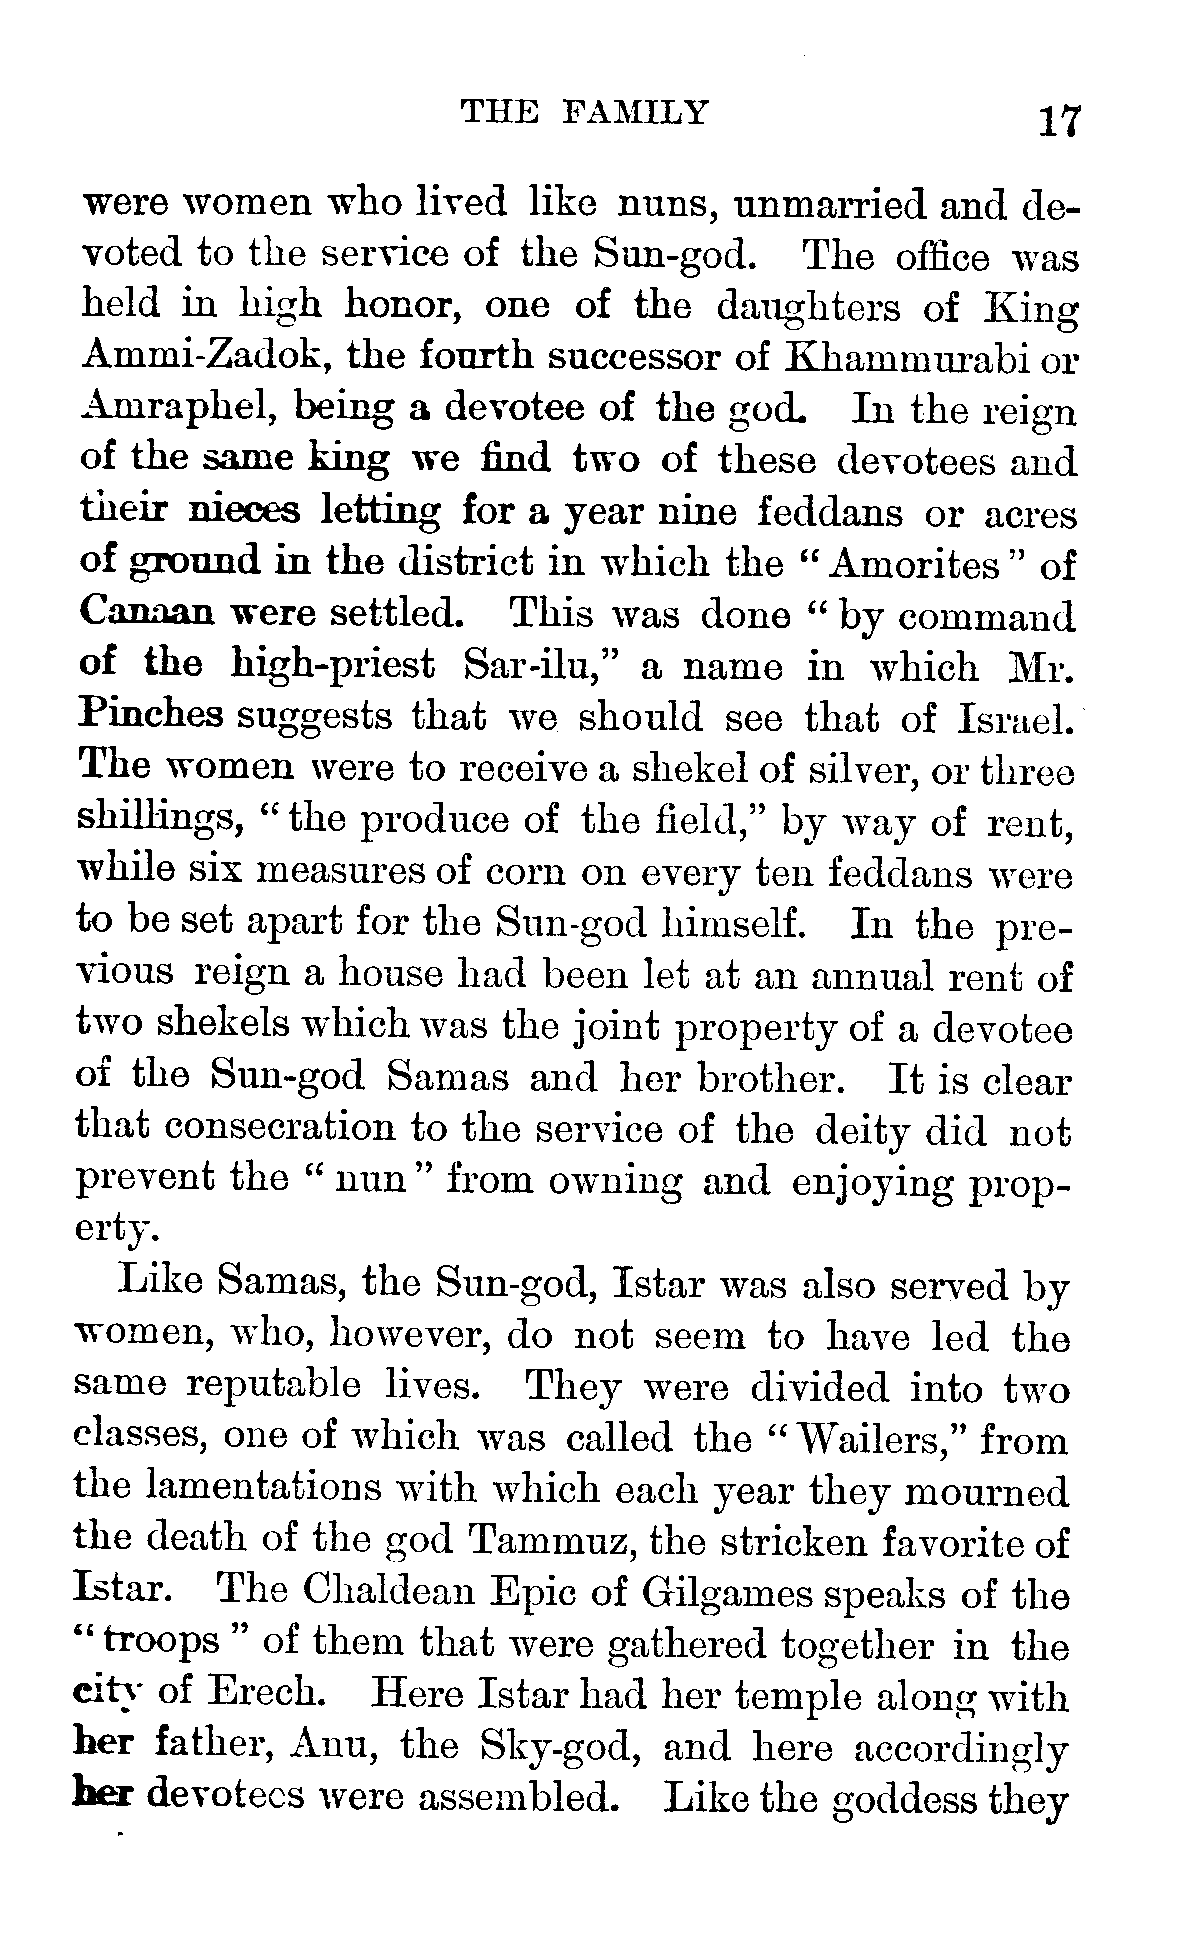 THE FAMILY 17
were women who lived like nuns, unmarried and de-
voted to the service of the Sun-god. The office was
held in high honor, one of the daughters of King
Ammi-Zadok, the fourth successor of Khammurabi or
Amraphel, being a devotee of the god. In the reign
of the same king we find two of these devotees and
their nieces letting for a year nine feddans or acres
of ground in the district in which the “Amorites” of
Canaan were settled. This was done “by command
of the high-priest Sar-ilu,” a name in which Mr.
Pinches suggests that we should see that of Israel.
The women were to receive a shekel of silver, or three
shillings, “the produce of the field,” by way of rent,
while six measures of corn on every ten feddans were
to be set apart for the Sun-god himself. In the pre-
vious reign a house had been let at an annual rent of
two shekels which was the joint property of a devotee
of the Sun-god Samas and her brother. It is clear
that consecration to the service of the deity did not
prevent the “nun” from owning and enjoying prop-
erty.
Like Samas, the Sun-god, Istar was also served by
women, who, however, do not seem to have led the
same reputable lives. They were divided into two
classes, one of which was called the “Wailers,” from
the lamentations with which each year they mourned
the death of the god Tammuz, the stricken favorite of
Istar. The Chaldean Epic of Gilgames speaks of the
“troops” of them that were gathered together in the
city of Erech. Here Istar had her temple along with
her father, Anu, the Sky-god, and here accordingly
her devotees were assembled. Like the goddess they